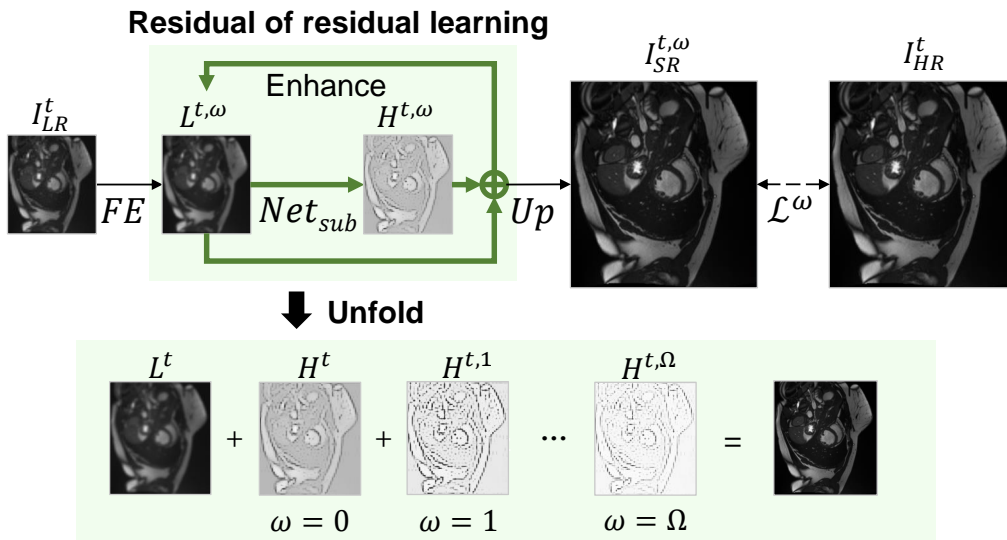 Residual of residual learning
Enhance
I_{LR}^{t}
L^{t,ω}
H^{t,ω}
I_{SR}^{t,ω}
I_{HR}^{t}
FE
Net_{sub}
⊕
Up
ℒ^{ω}
Unfold
L^{t}
H^{t}
H^{t,1}
H^{t,Ω}
+ + ⋯ =
ω = 0
ω = 1
ω = Ω